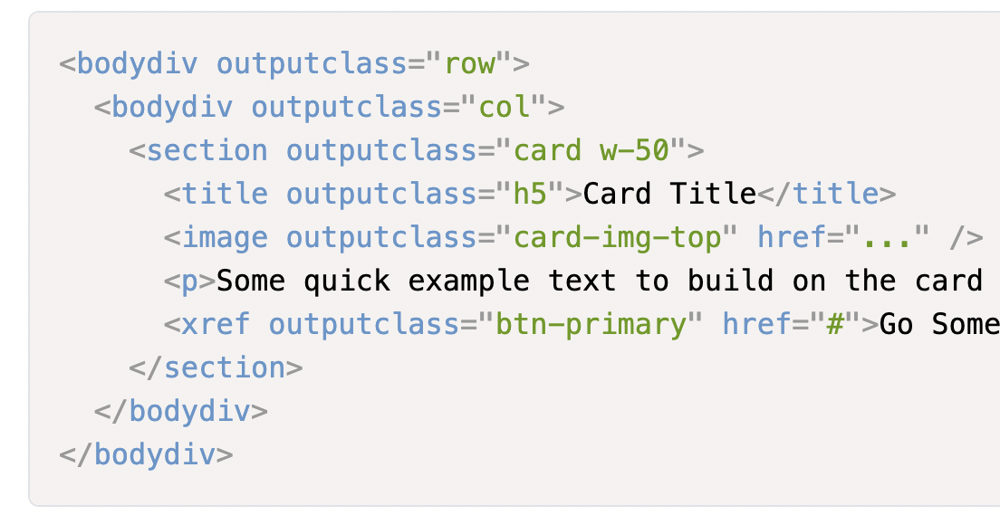 <bodydiv outputclass="row">
  <bodydiv outputclass="col">
    <section outputclass="card w-50">
      <title outputclass="h5">Card Title</title>
      <image outputclass="card-img-top" href="..." />
      <p>Some quick example text to build on the card
      <xref outputclass="btn-primary" href="#">Go Some
    </section>
  </bodydiv>
</bodydiv>